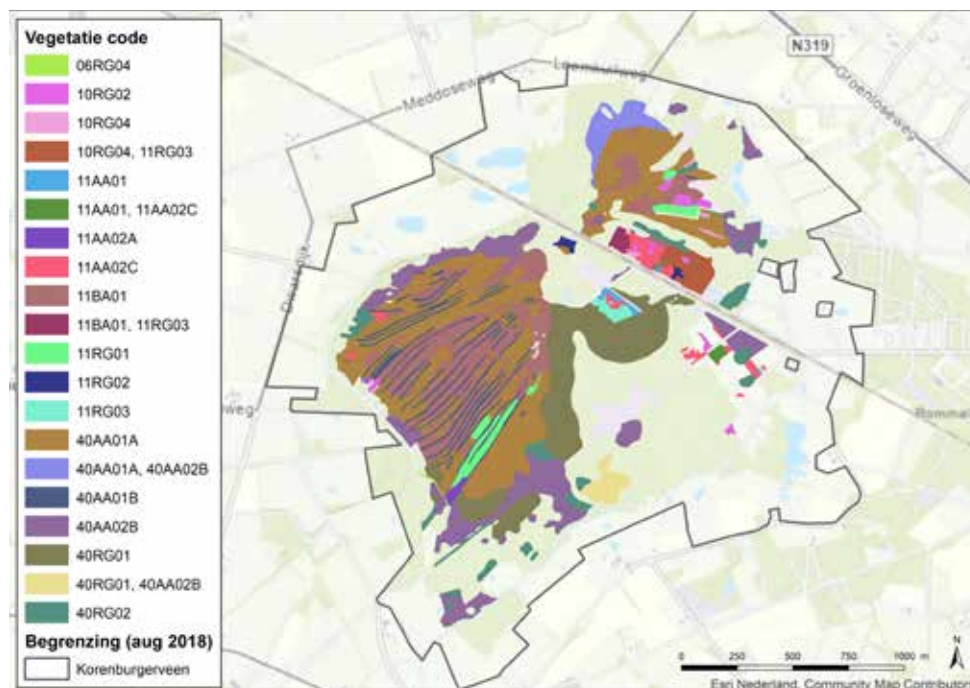 Vegetatie code
06RG04
10RG02
10RG04
10RG04, 11RG03
11AA01
11AA01, 11AA02C
11AA02A
11AA02C
11BA01
11BA01, 11RG03
11RG01
11RG02
11RG03
40AA01A
40AA01A, 40AA02B
40AA01B
40AA02B
40RG01
40RG01, 40AA02B
40RG02
Begrenzing (aug 2018)
Korenburgerveen
Meddoseweg
N319
Groenloseweg
weg
N
0 250 500 750 1000 m
Esri Nederland, Community Map Contributors